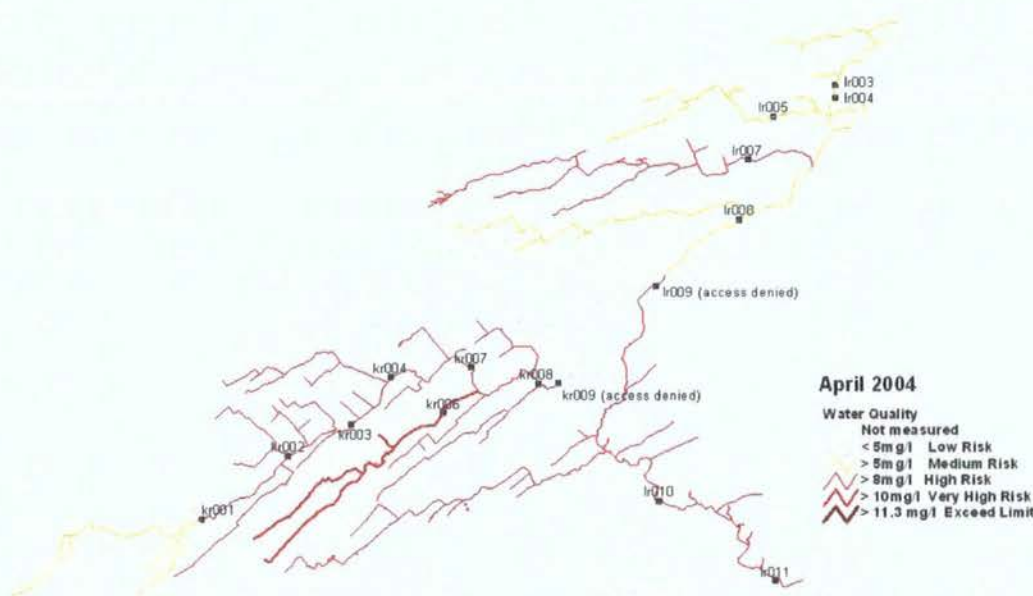 lr003
lr004
lr005
lr007
lr008
lr009 (access denied)
kr007
kr004
kr008
kr009 (access denied)
kr006
kr003
kr002
kr001
lr010
lr011
April 2004
Water Quality
Not measured
< 5mg/l Low Risk
> 5mg/l Medium Risk
> 8mg/l High Risk
> 10mg/l Very High Risk
> 11.3 mg/l Exceed Limit